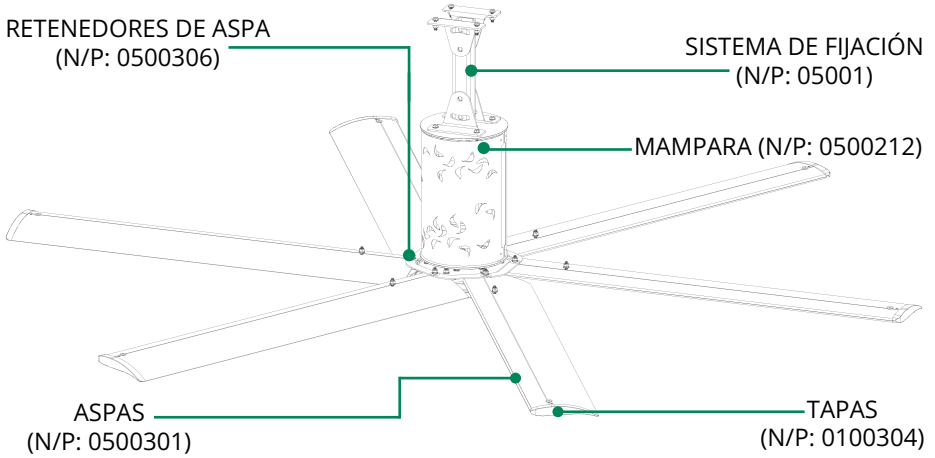 RETENEDORES DE ASPA
(N/P: 0500306)
SISTEMA DE FIJACIÓN
(N/P: 05001)
MAMPARA (N/P: 0500212)
ASPAS
(N/P: 0500301)
TAPAS
(N/P: 0100304)